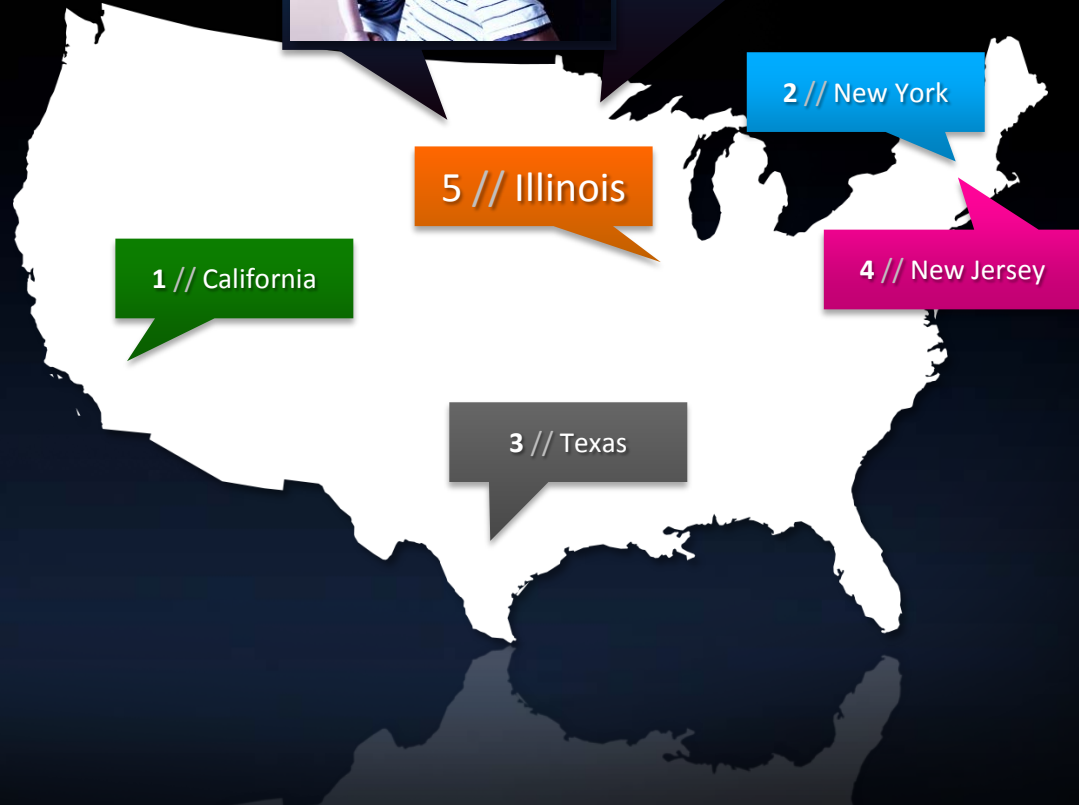 2 // New York
5 // Illinois
1 // California
4 // New Jersey
3 // Texas